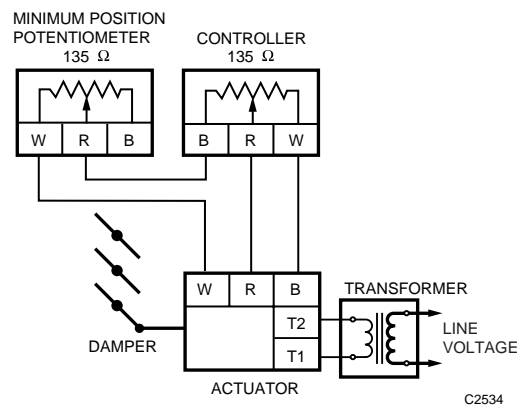 MINIMUM POSITION
POTENTIOMETER
135 Ω
CONTROLLER
135 Ω
W R B
B R W
W R B
T2
T1
DAMPER
ACTUATOR
TRANSFORMER
LINE
VOLTAGE
C2534